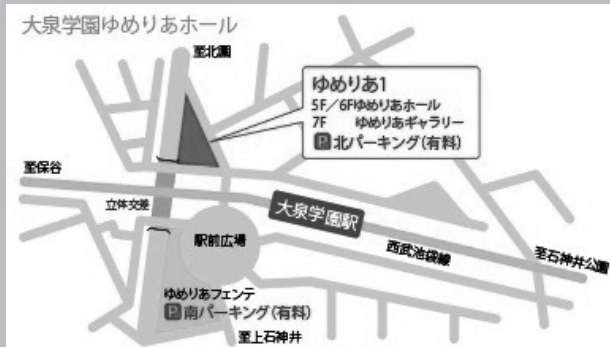 大泉学園ゆめりあホール
至北園
ゆめりあ1
5F/6Fゆめりあホール
7F ゆめりあギャラリー
P北パーキング(有料)
至保谷
立体交差
大泉学園駅
駅前広場
西武池袋線
至石神井公園
ゆめりあフェンテ
P南パーキング(有料)
至上石神井